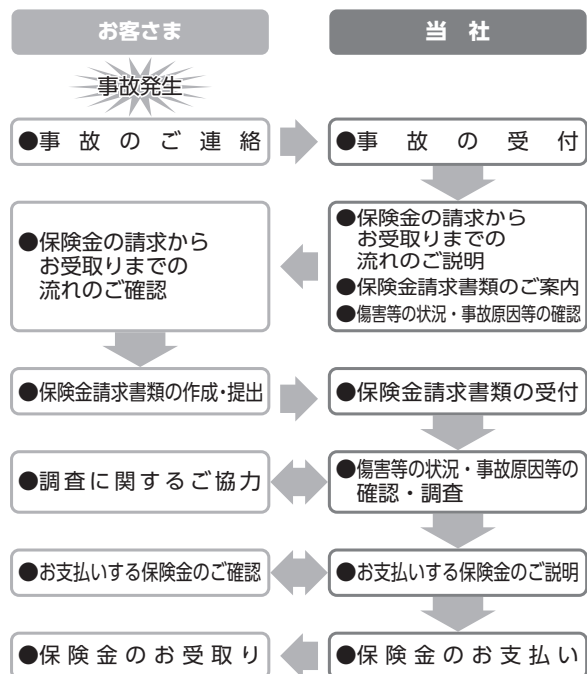 お客さま
当 社
事故発生
●事故のご連絡
●事故の受付
●保険金の請求から
お受取りまでの
流れのご説明
●保険金請求書類のご案内
●傷害等の状況・事故原因等の確認
●保険金の請求から
お受取りまでの
流れのご確認
●保険金請求書類の作成・提出
●保険金請求書類の受付
●調査に関するご協力
●傷害等の状況・事故原因等の
確認・調査
●お支払いする保険金のご確認
●お支払いする保険金のご説明
●保険金のお受取り
●保険金のお支払い